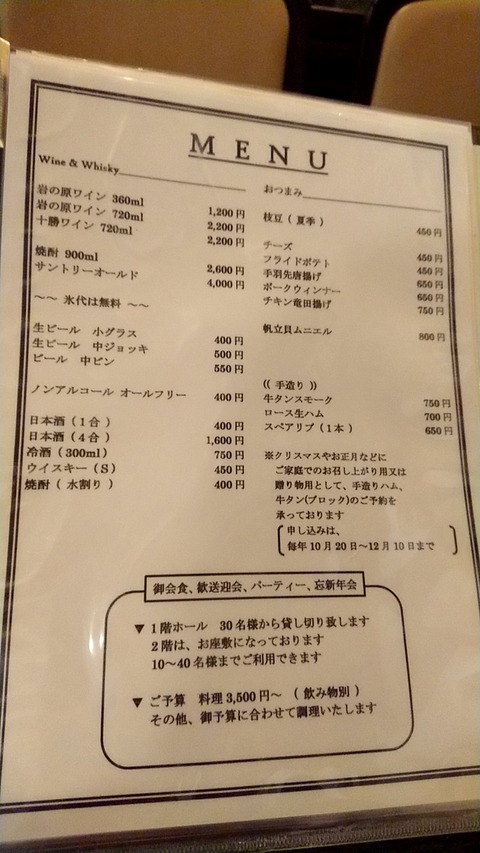 MENU
Wine & Whisky
岩の原ワイン 360ml 1,200円
岩の原ワイン 720ml 2,200円
十勝ワイン 720ml 2,200円
焼酎 900ml 2,600円
サントリーオールド 4,000円
～～ 氷代は無料 ～～
生ビール 小グラス 400円
生ビール 中ジョッキ 500円
ビール 中ビン 550円
ノンアルコール オールフリー 400円
日本酒（1合） 400円
日本酒（4合） 1,600円
冷酒（300ml） 750円
ウイスキー（S） 450円
焼酎（水割り） 400円
おつまみ
枝豆（夏季） 450円
チーズ 450円
フライドポテト 450円
手羽先唐揚げ 650円
ポークウィンナー 650円
チキン竜田揚げ 750円
帆立貝ムニエル 800円
(( 手造り ))
牛タンスモーク 750円
ロース生ハム 700円
スペアリブ（1本） 650円
※クリスマスやお正月などに
ご家庭でのお召し上がり用又は
贈り物用として、手造りハム、
牛タン(ブロック)のご予約を
承っております
申し込みは、
毎年10月20日～12月10日まで
御会食、歓送迎会、パーティー、忘新年会
▼ 1階ホール 30名様から貸し切り致します
2階は、お座敷になっております
10～40名様までご利用できます
▼ ご予算 料理3,500円～（飲み物別）
その他、御予算に合わせて調理いたします